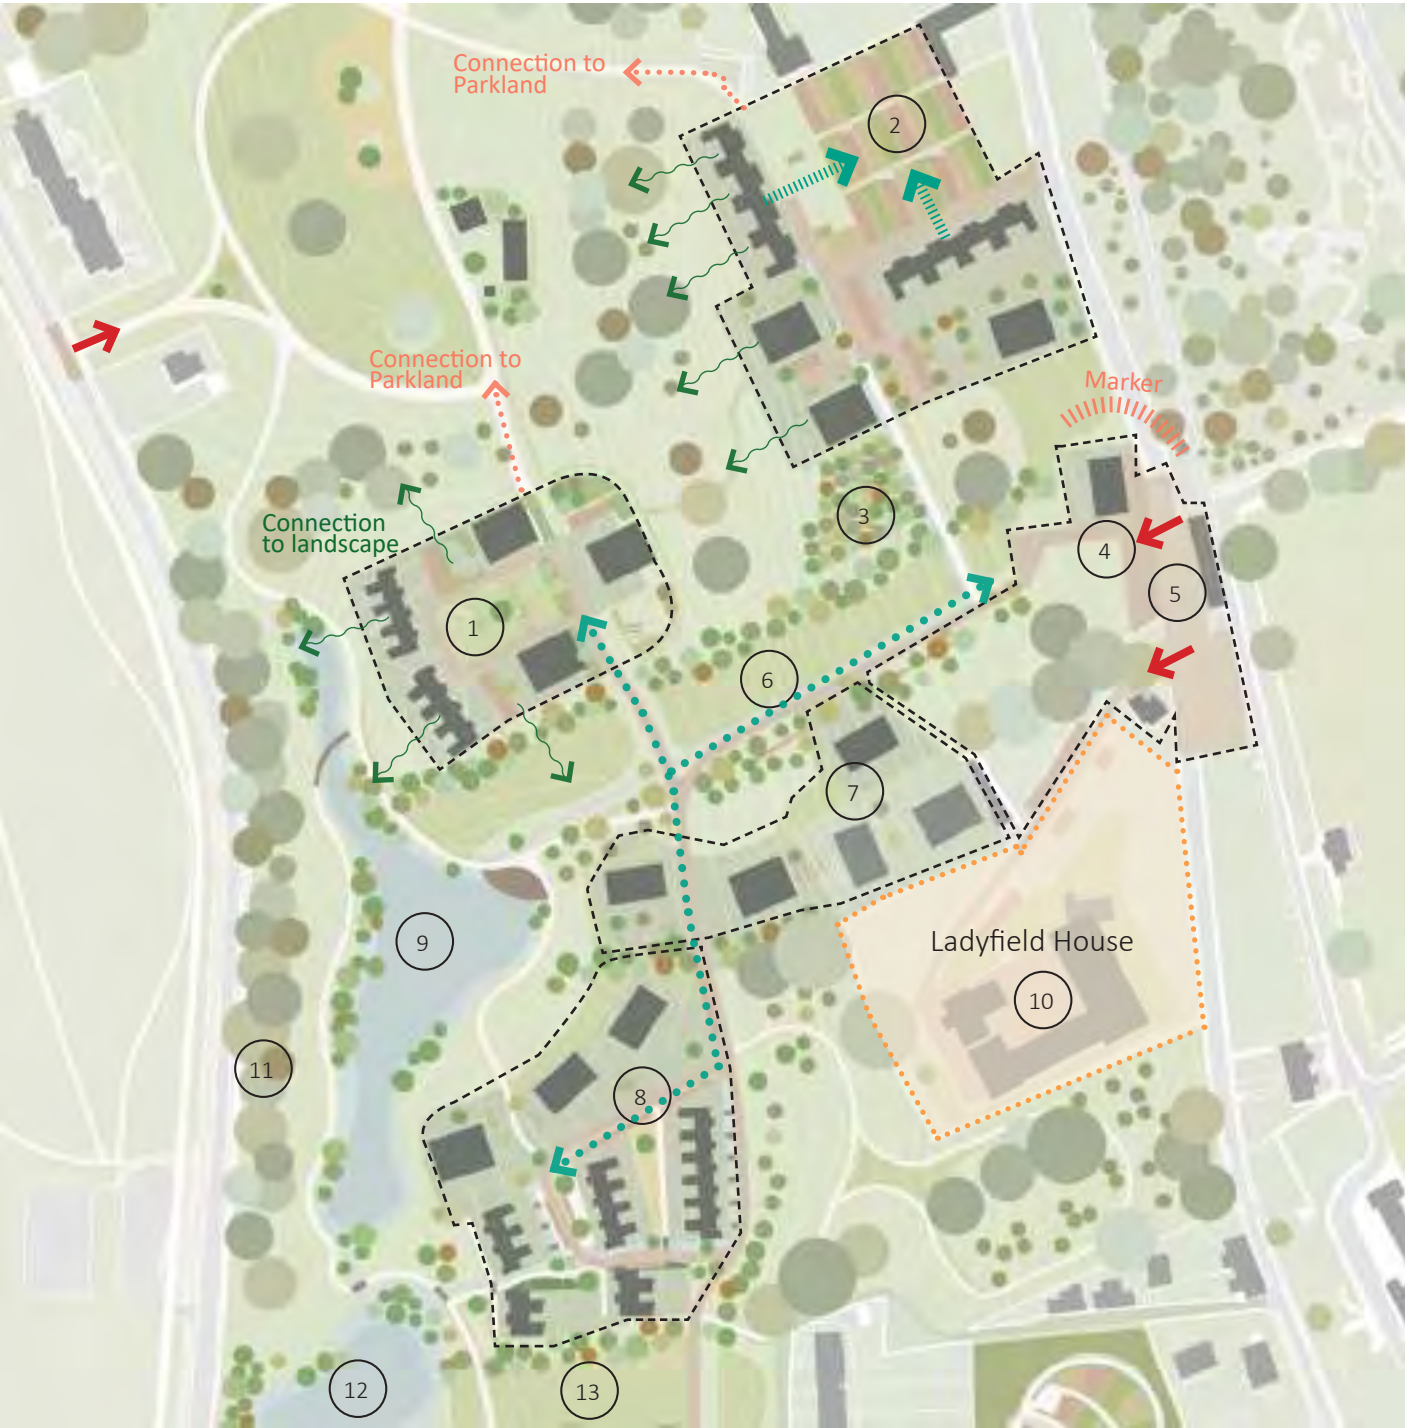 Connection to
Parkland
2
Connection to
Parkland
Marker
3
Connection
to landscape
4
5
1
6
7
9
Ladyfield House
10
11
8
12
13